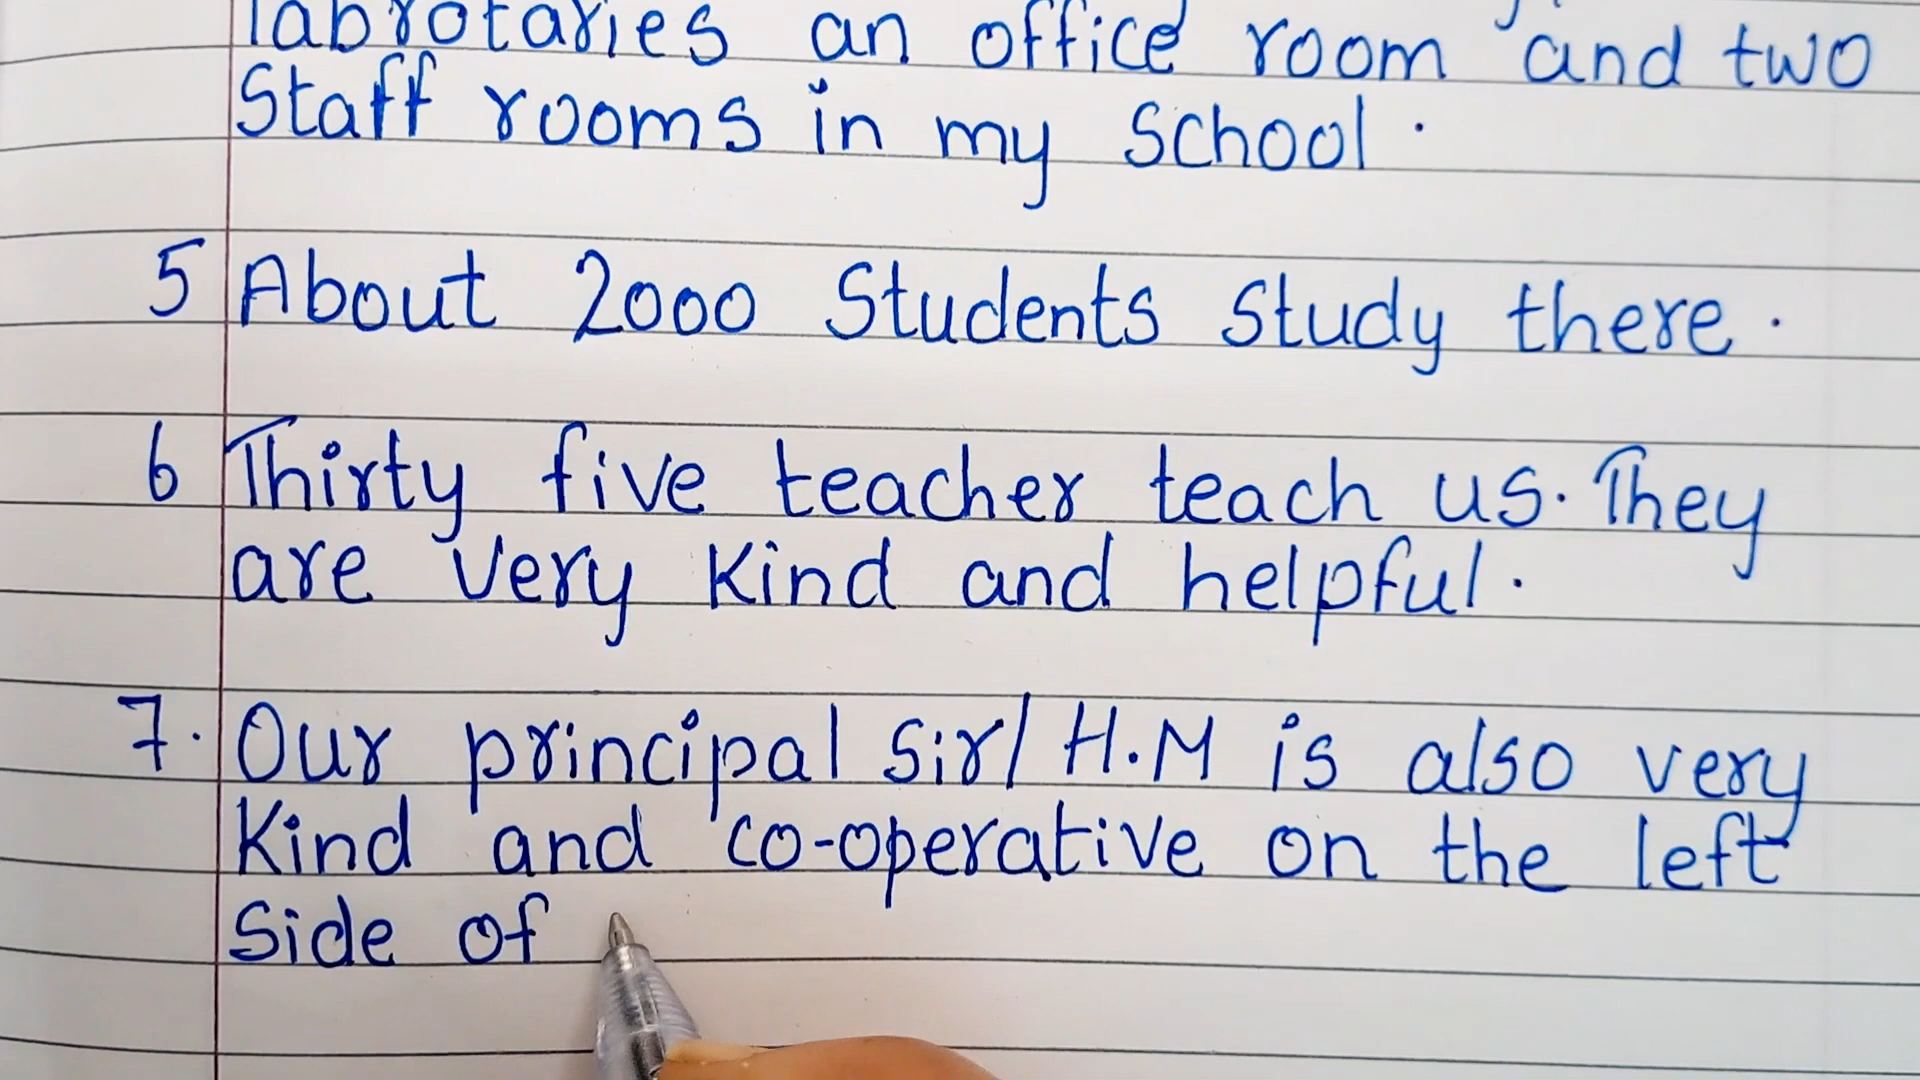 labrotaries an office room and two
Staff rooms in my School.
5 About 2000 Students study there.
6 Thirty five teacher teach us. They
are very kind and helpful.
7. Our principal Sir/H.M is also very
Kind and co-operative on the left
Side of